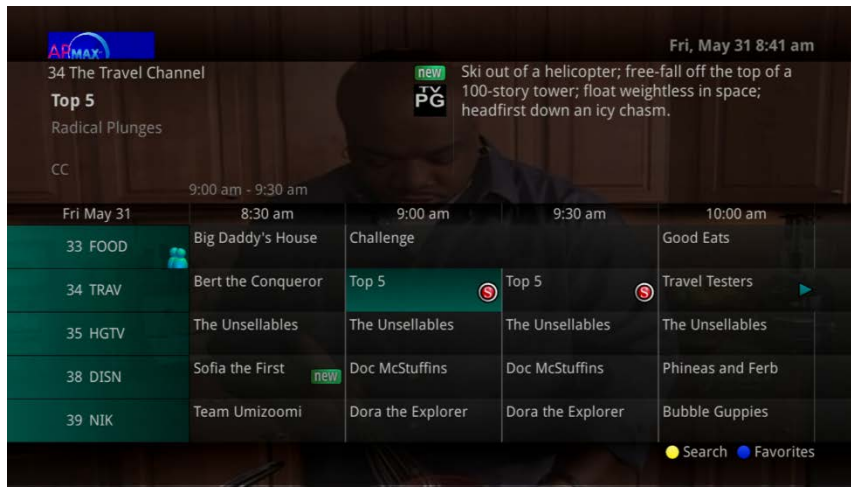 APMAX
Fri, May 31 8:41 am
34 The Travel Channel
Top 5
Radical Plunges
CC
9:00 am - 9:30 am
new
TV
PG
Ski out of a helicopter; free-
fall off the top of a
100-story tower; float weightless in space;
headfirst down an icy chasm.
Fri May 31 8:30 am 9:00 am 9:30 am 10:00 am
33 FOOD Big Daddy's House Challenge Good Eats
34 TRAV Bert the Conqueror Top 5 S Top 5 S Travel Testers
35 HGTV The Unsellables The Unsellables The Unsellables The Unsellables
38 DISN Sofia the First new Doc McStuffins Doc McStuffins Phineas and Ferb
39 NIK Team Umizoomi Dora the Explorer Dora the Explorer Bubble Guppies
Search Favorites